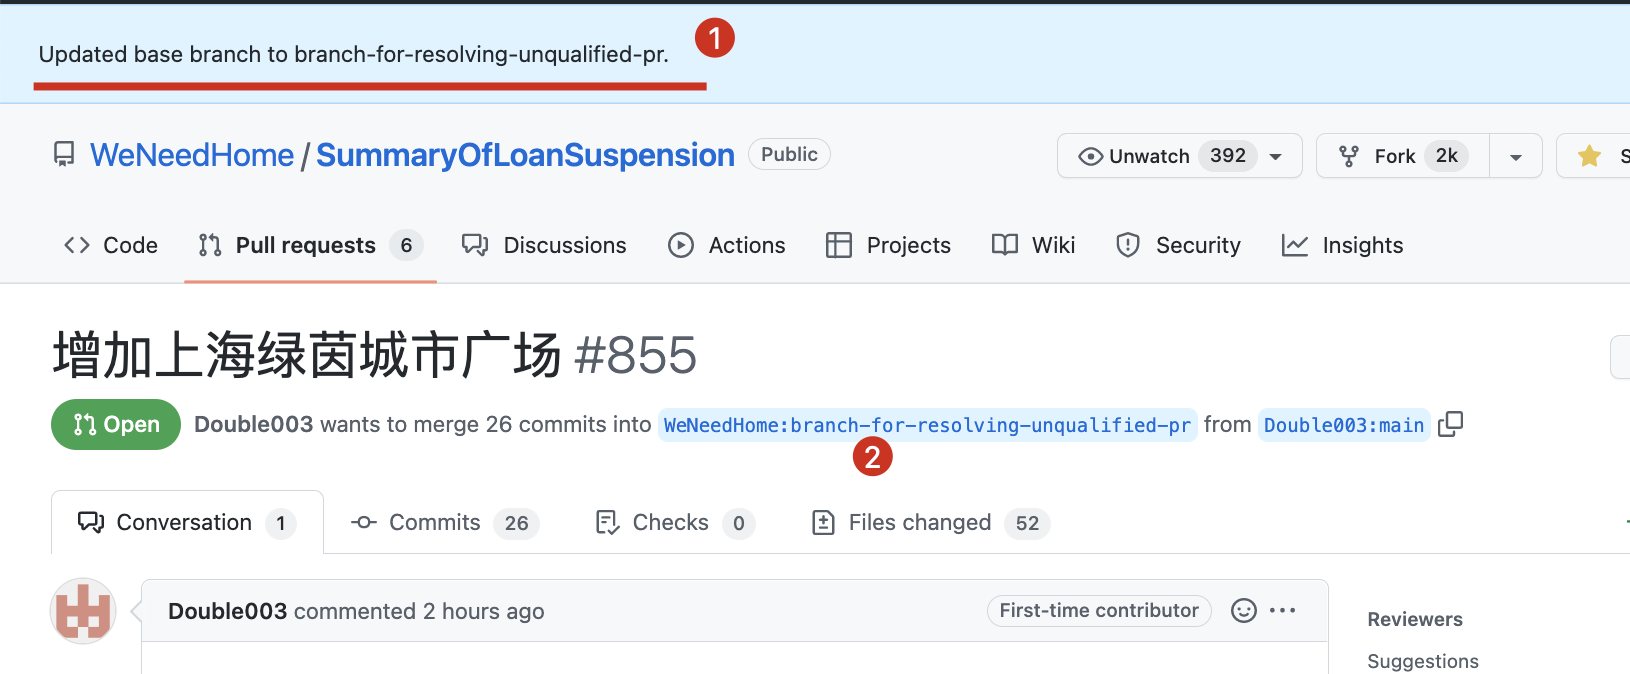 Updated base branch to branch-for-resolving-unqualified-pr. 1
WeNeedHome / SummaryOfLoanSuspension Public Unwatch 392 Fork 2k S
Code Pull requests 6 Discussions Actions Projects Wiki Security Insights
增加上海绿茵城市广场 #855
Open Double003 wants to merge 26 commits into WeNeedHome:branch-for-resolving-unqualified-pr from Double003:main
2
Conversation 1 Commits 26 Checks 0 Files changed 52
Double003 commented 2 hours ago First-time contributor
Reviewers
Suggestions